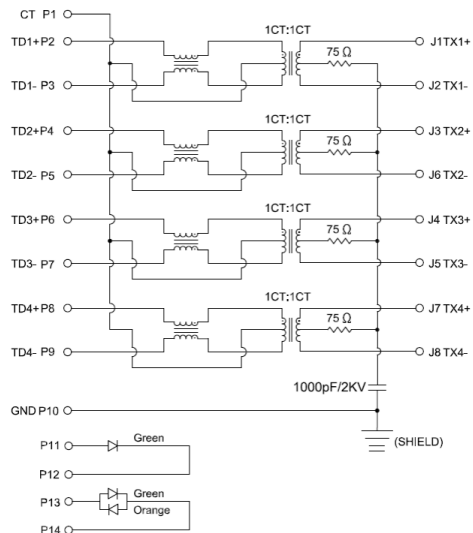 CT P1
1CT:1CT
TD1+P2
J1TX1+
75 Ω
TD1- P3
J2 TX1-
1CT:1CT
TD2+P4
J3 TX2+
75 Ω
TD2- P5
J6 TX2-
1CT:1CT
TD3+P6
J4 TX3+
75 Ω
TD3- P7
J5 TX3-
1CT:1CT
TD4+P8
J7 TX4+
75 Ω
TD4- P9
J8 TX4-
1000pF/2KV
GND P10
(SHIELD)
P11
Green
P12
P13
Green
Orange
P14